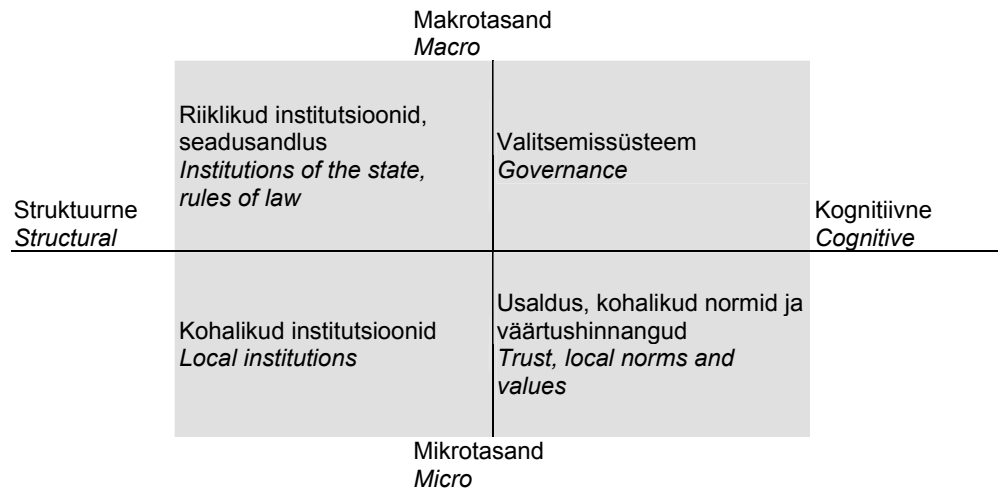 Makrotasand
Macro
Riiklikud institutsioonid,
seadusandlus
Institutions of the state,
rules of law
Valitsemissüsteem
Governance
Struktuurne
Structural
Kognitiivne
Cognitive
Kohalikud institutsioonid
Local institutions
Usaldus, kohalikud normid ja
väärtushinnangud
Trust, local norms and
values
Mikrotasand
Micro